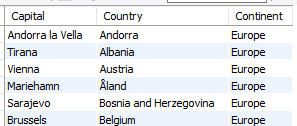 Capital Country Continent
Andorra la Vella Andorra Europe
Tirana Albania Europe
Vienna Austria Europe
Mariehamn Åland Europe
Sarajevo Bosnia and Herzegovina Europe
Brussels Belgium Europe